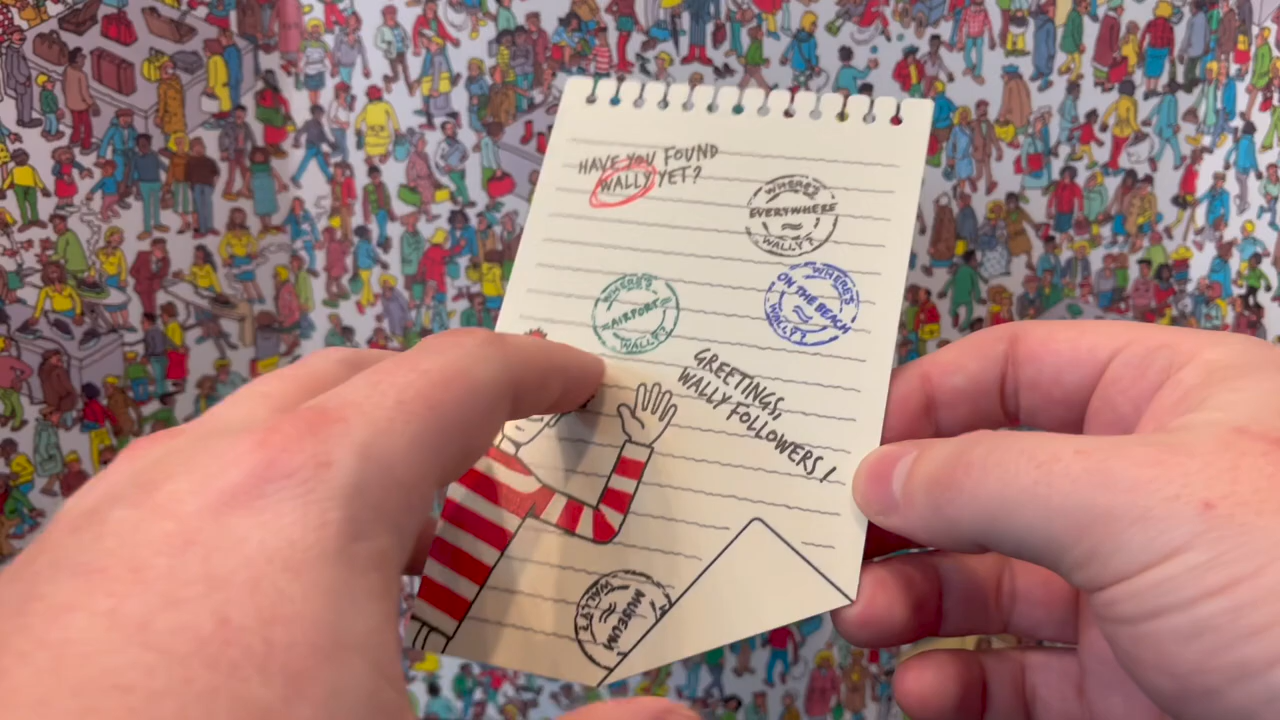 HAVE YOU FOUND
WALLY YET?
WHERE'S
EVERYWHERE
WALLY?
WHERE'S
ON THE BEACH
WALLY?
WHERE'S
AIRPORT
WALLY?
GREETINGS,
WALLY FOLLOWERS!
MUSEUM
WALLY?